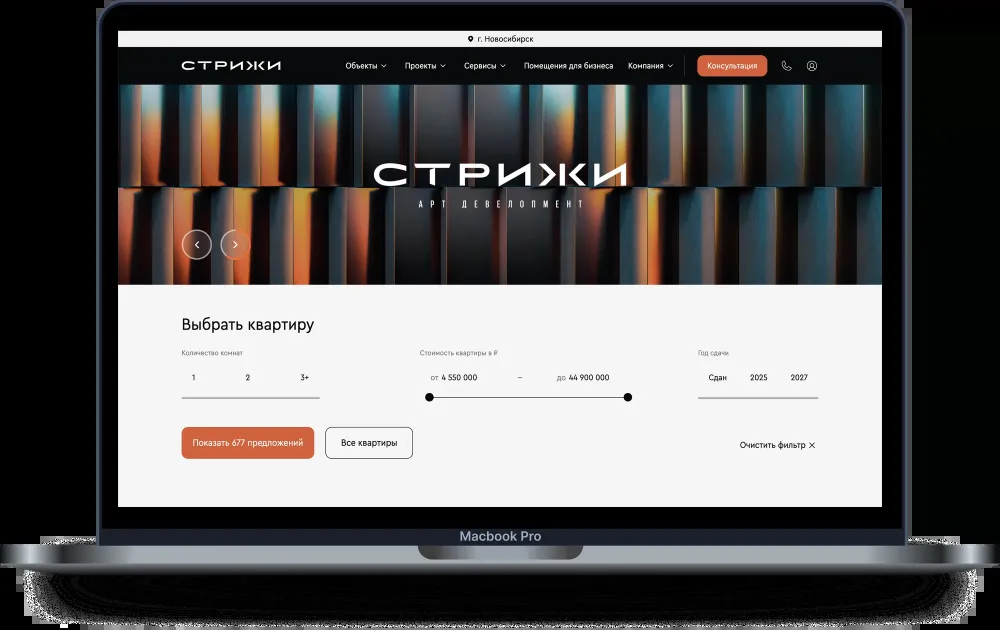 г. Новосибирск
СТРИЖИ
Объекты
Проекты
Сервисы
Помещения для бизнеса
Компания
Консультация
СТРИЖИ
АРТ ДЕВЕЛОПМЕНТ
Выбрать квартиру
Количество комнат
Стоимость квартиры в ₽
Год сдачи
1 2 3+
от 4 550 000 – до 44 900 000
Сдан 2025 2027
Показать 677 предложений
Все квартиры
Очистить фильтр ×
Macbook Pro